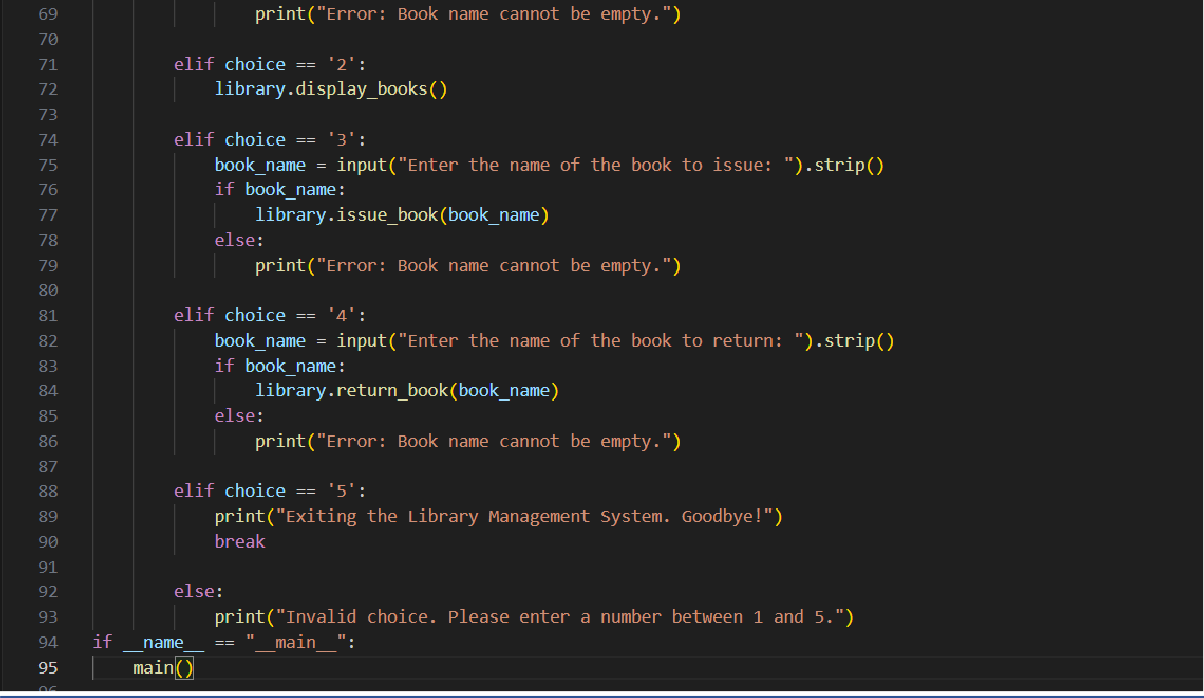 69 print("Error: Book name cannot be empty.")
70
71 elif choice == '2':
72 library.display_books()
73
74 elif choice == '3':
75 book_name = input("Enter the name of the book to issue: ").strip()
76 if book_name:
77 library.issue_book(book_name)
78 else:
79 print("Error: Book name cannot be empty.")
80
81 elif choice == '4':
82 book_name = input("Enter the name of the book to return: ").strip()
83 if book_name:
84 library.return_book(book_name)
85 else:
86 print("Error: Book name cannot be empty.")
87
88 elif choice == '5':
89 print("Exiting the Library Management System. Goodbye!")
90 break
91
92 else:
93 print("Invalid choice. Please enter a number between 1 and 5.")
94 if __name__ == "__main__":
95 main()